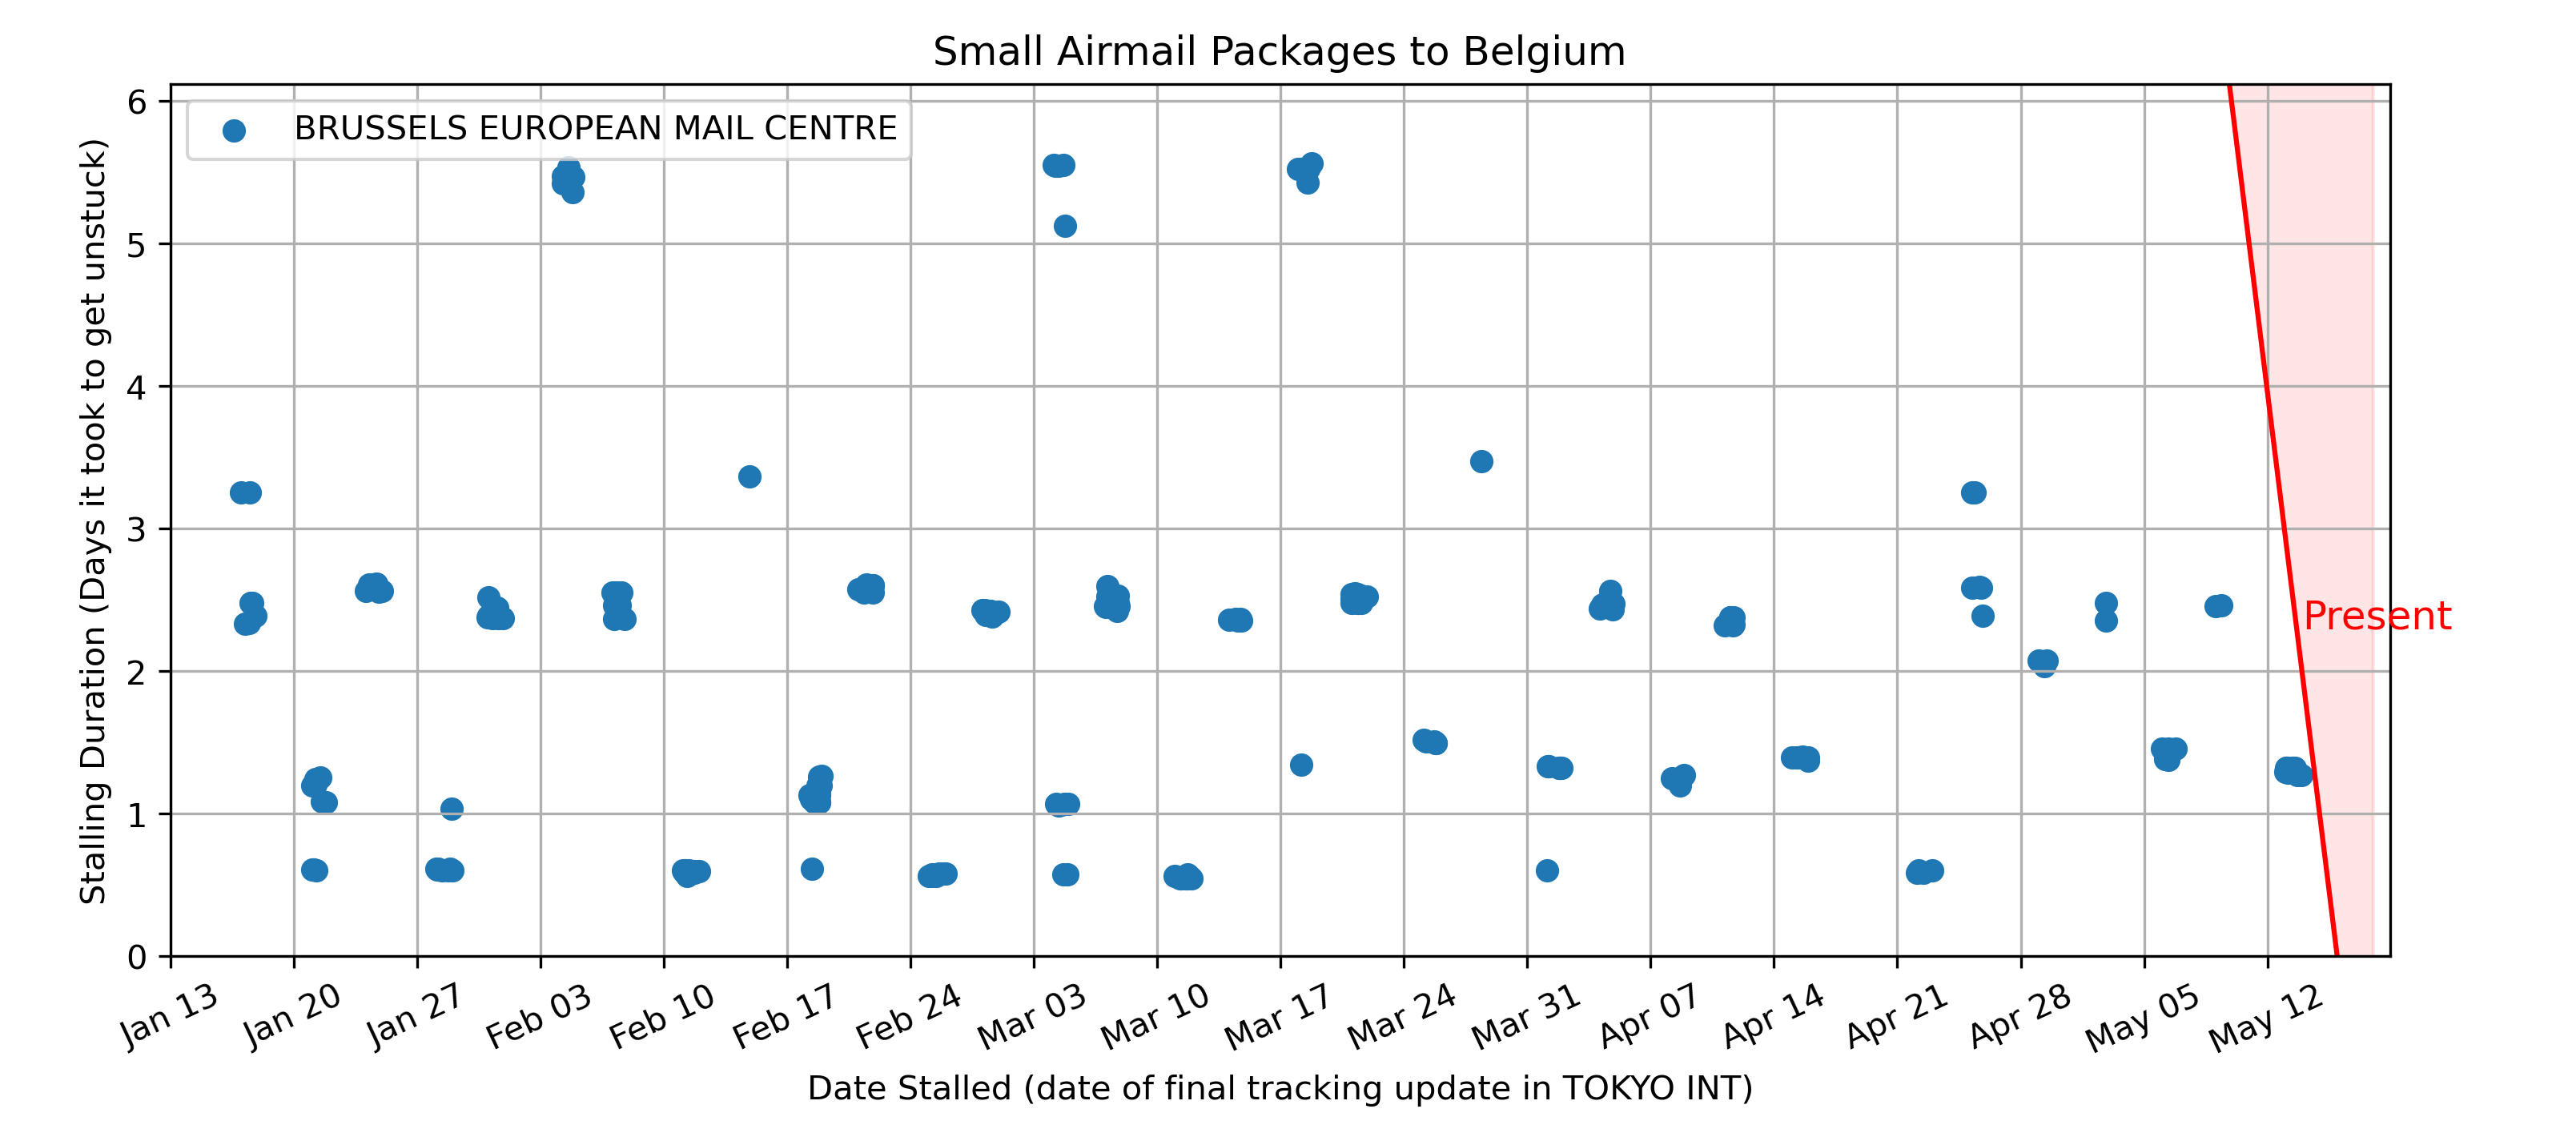 Small Airmail Packages to Belgium
BRUSSELS EUROPEAN MAIL CENTRE
Stalling Duration (Days it took to get unstuck)
6
5
4
3
2
1
0
Present
Jan 13
Jan 20
Jan 27
Feb 03
Feb 10
Feb 17
Feb 24
Mar 03
Mar 10
Mar 17
Mar 24
Mar 31
Apr 07
Apr 14
Apr 21
Apr 28
May 05
May 12
Date Stalled (date of final tracking update in TOKYO INT)